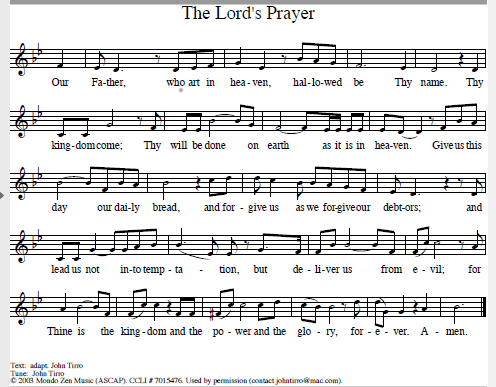 The Lord's Prayer
Our Fa-ther, who art in hea-ven, hal-lowed be Thy name. Thy
king-dom come; Thy will be done on earth as it is in heaven. Give us this
day our dai-ly bread, and for - give us as we for-give our debt-ors; and
lead us not in-to temp - ta - tion, but de - li-ver us from e - vil; for
Thine is the king-dom and the po - wer and the glo - ry, for - e - ver. A - men.
Text: adapt. John Tirro
Tune: John Tirro
© 2003 Mondo Zen Music (ASCAP). CCLI # 7015476. Used by permission (contact johntirro@mac.com).